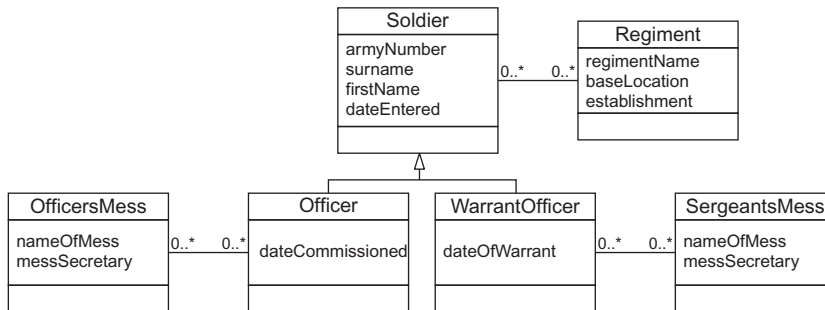 Soldier
armyNumber
surname
firstName
dateEntered
0..* 0..*
Regiment
regimentName
baseLocation
establishment
OfficersMess
nameOfMess
messSecretary
0..* 0..*
Officer
dateCommissioned
WarrantOfficer
dateOfWarrant
0..* 0..*
SergeantsMess
nameOfMess
messSecretary